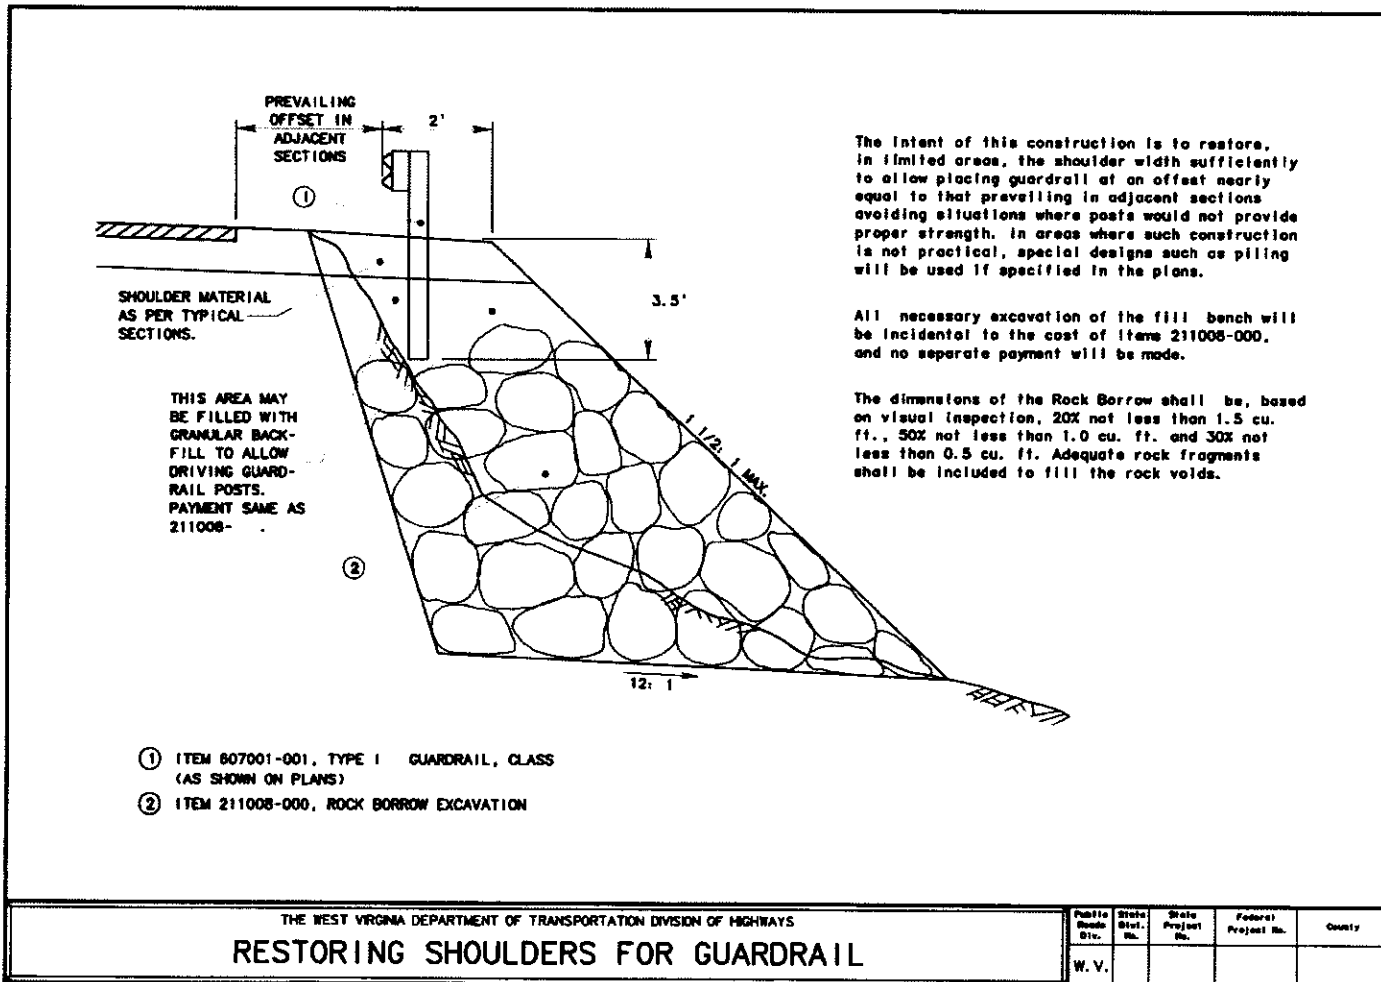 PREVAILING
OFFSET IN
ADJACENT
SECTIONS
2'
1
3.5'
SHOULDER MATERIAL
AS PER TYPICAL
SECTIONS.
THIS AREA MAY
BE FILLED WITH
GRANULAR BACK-
FILL TO ALLOW
DRIVING GUARD-
RAIL POSTS.
PAYMENT SAME AS
211008-    .
2
1 1/2: 1 MAX.
12: 1
The intent of this construction is to restore,
in limited areas, the shoulder width sufficiently
to allow placing guardrail at an offset nearly
equal to that prevailing in adjacent sections
avoiding situations where posts would not provide
proper strength. In areas where such construction
is not practical, special designs such as piling
will be used if specified in the plans.
All necessary excavation of the fill bench will
be incidental to the cost of items 211008-000,
and no separate payment will be made.
The dimensions of the Rock Borrow shall be, based
on visual inspection, 20% not less than 1.5 cu.
ft., 50% not less than 1.0 cu. ft. and 30% not
less than 0.5 cu. ft. Adequate rock fragments
shall be included to fill the rock voids.
1 ITEM 607001-001, TYPE 1 GUARDRAIL, CLASS
(AS SHOWN ON PLANS)
2 ITEM 211008-000, ROCK BORROW EXCAVATION
THE WEST VIRGINIA DEPARTMENT OF TRANSPORTATION DIVISION OF HIGHWAYS
RESTORING SHOULDERS FOR GUARDRAIL
Public Roads Div.
State Divi. No.
State Project No.
Federal Project No.
County
W. V.